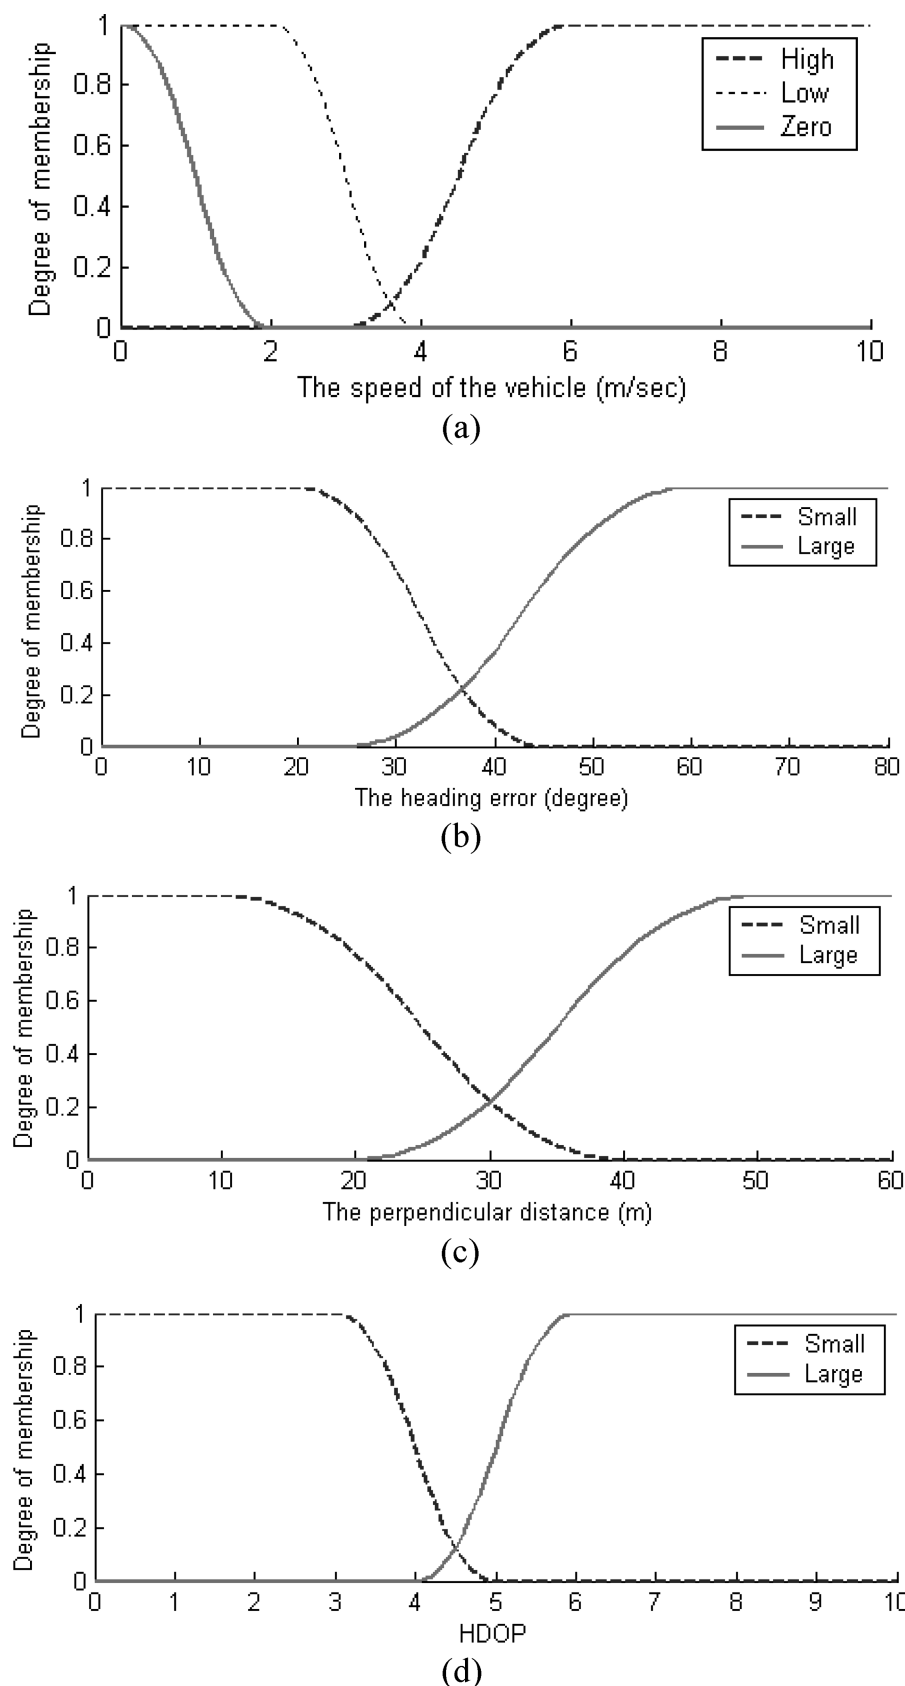 1
0.8
0.6
0.4
0.2
0
Degree of membership
High
Low
Zero
0 2 4 6 8 10
The speed of the vehicle (m/sec)
(a)
1
0.8
0.6
0.4
0.2
0
Degree of membership
Small
Large
0 10 20 30 40 50 60 70 80
The heading error (degree)
(b)
1
0.8
0.6
0.4
0.2
0
Degree of membership
Small
Large
0 10 20 30 40 50 60
The perpendicular distance (m)
(c)
1
0.8
0.6
0.4
0.2
0
Degree of membership
Small
Large
0 1 2 3 4 5 6 7 8 9 10
HDOP
(d)